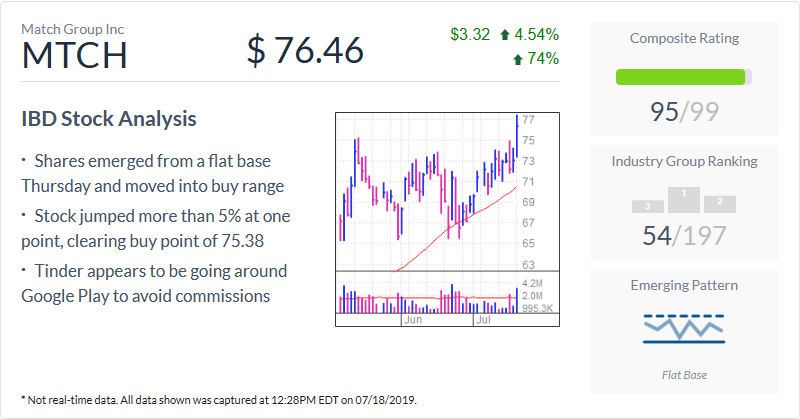 Match Group Inc
MTCH
$ 76.46
$3.32 4.54%
74%
IBD Stock Analysis
· Shares emerged from a flat base
Thursday and moved into buy range
· Stock jumped more than 5% at one
point, clearing buy point of 75.38
· Tinder appears to be going around
Google Play to avoid commissions
77
75
73
71
69
67
65
63
4.2M
2.0M
995.3K
Jun
Jul
Composite Rating
95/99
Industry Group Ranking
3
1
2
54/197
Emerging Pattern
Flat Base
* Not real-time data. All data shown was captured at 12:28PM EDT on 07/18/2019.